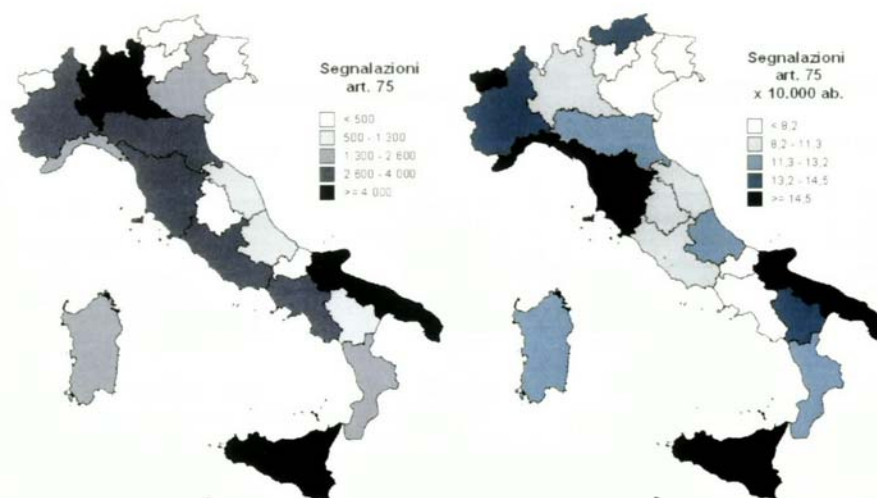 Segnalazioni
art. 75
< 500
500 - 1 300
1 300 - 2 600
2 600 - 4 000
>= 4 000
Segnalazioni
art. 75
x 10.000 ab.
< 8,2
8,2 - 11,3
11,3 - 13,2
13,2 - 14,5
>= 14,5